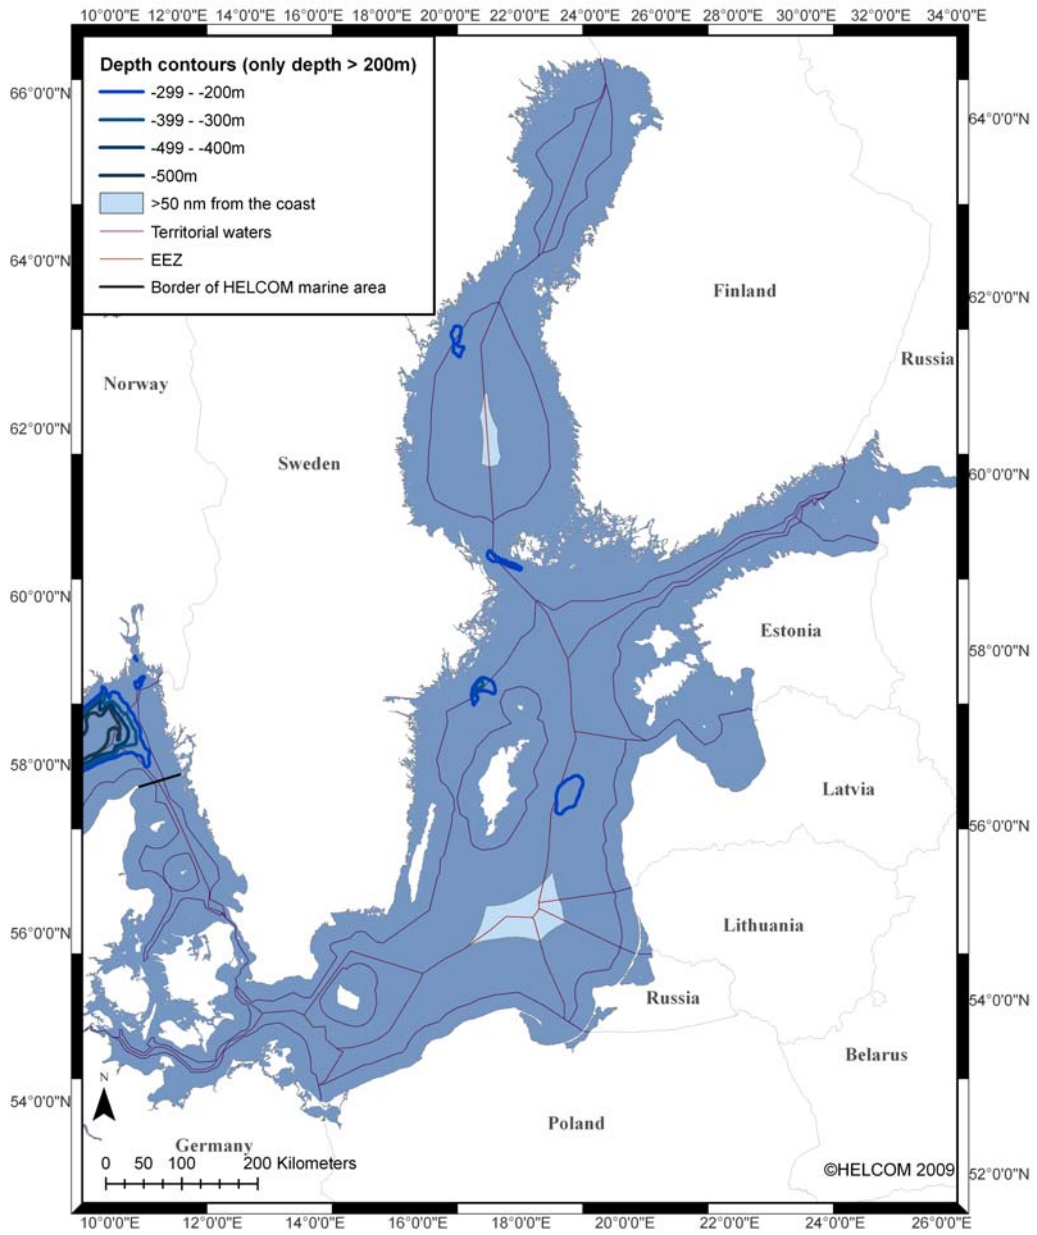 10°0'0"E 12°0'0"E 14°0'0"E 16°0'0"E 18°0'0"E 20°0'0"E 22°0'0"E 24°0'0"E 26°0'0"E 28°0'0"E 30°0'0"E 32°0'0"E 34°0'0"E
Depth contours (only depth > 200m)
-299 - -200m
-399 - -300m
-499 - -400m
-500m
>50 nm from the coast
Territorial waters
EEZ
Border of HELCOM marine area
66°0'0"N
64°0'0"N
64°0'0"N
62°0'0"N
Finland
Russia
Norway
62°0'0"N
Sweden
60°0'0"N
60°0'0"N
Estonia
58°0'0"N
58°0'0"N
Latvia
56°0'0"N
Lithuania
56°0'0"N
Russia
54°0'0"N
Belarus
N
54°0'0"N
Poland
Germany
0 50 100 200 Kilometers
©HELCOM 2009
52°0'0"N
10°0'0"E 12°0'0"E 14°0'0"E 16°0'0"E 18°0'0"E 20°0'0"E 22°0'0"E 24°0'0"E 26°0'0"E